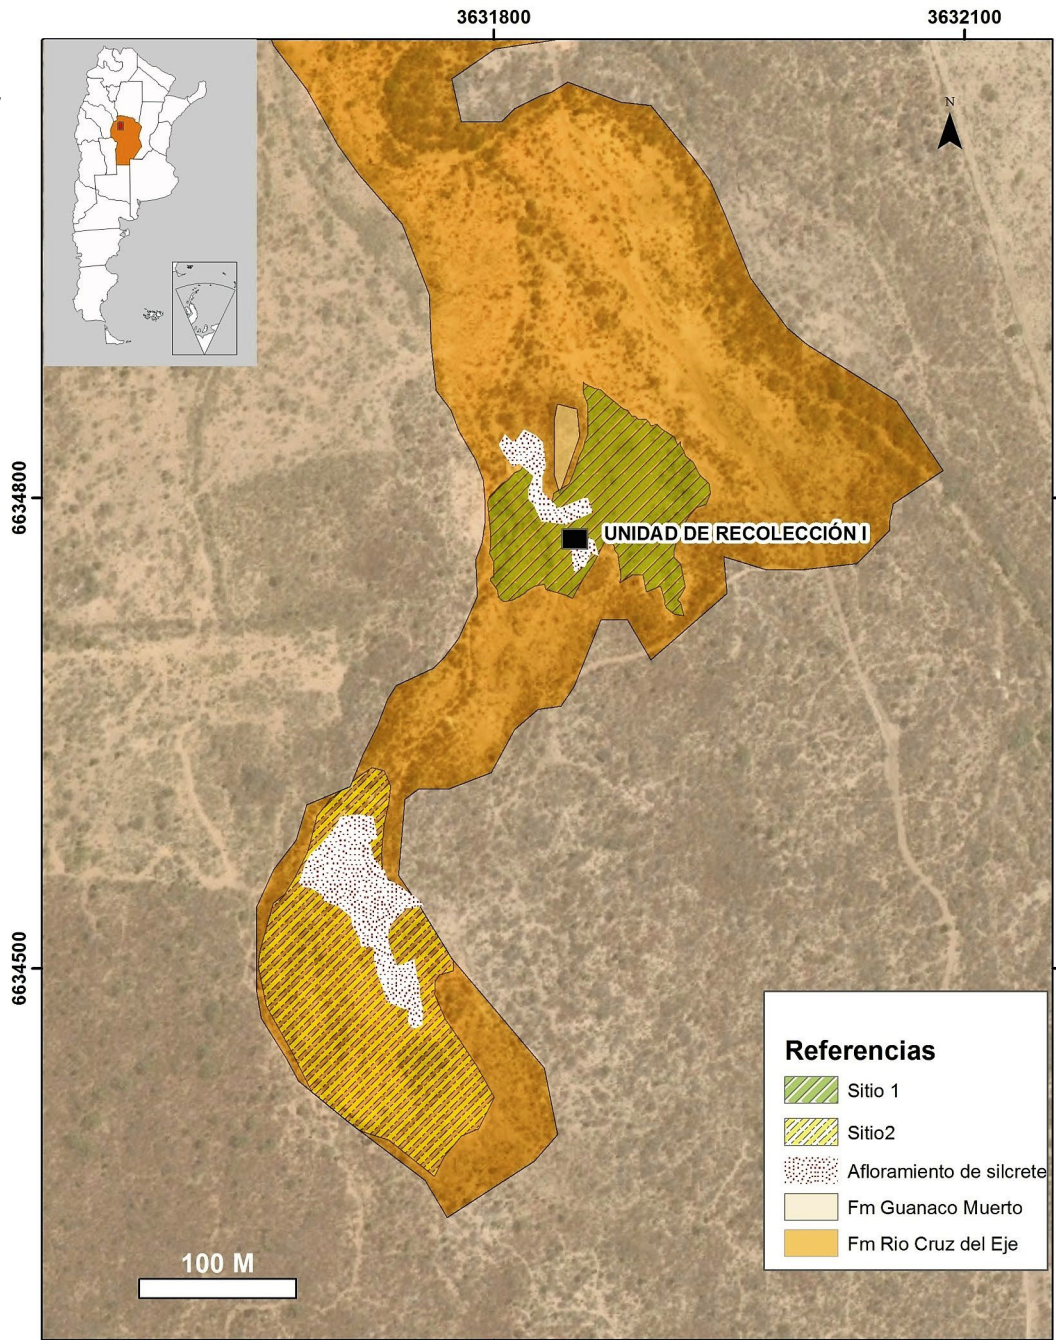 3631800
3632100
N
6634800
UNIDAD DE RECOLECCIÓN I
6634500
Referencias
Sitio 1
Sitio2
Afloramiento de silcrete
Fm Guanaco Muerto
Fm Rio Cruz del Eje
100 M